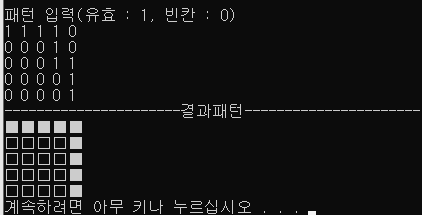 패턴 입력(유효 : 1, 빈칸 : 0)
1 1 1 1 0
0 0 0 1 0
0 0 0 1 1
0 0 0 0 1
0 0 0 0 1
----------------------결과패턴----------------------
■■■■■
□□□□■
□□□□■
□□□□■
□□□□■
계속하려면 아무 키나 누르십시오 . . .